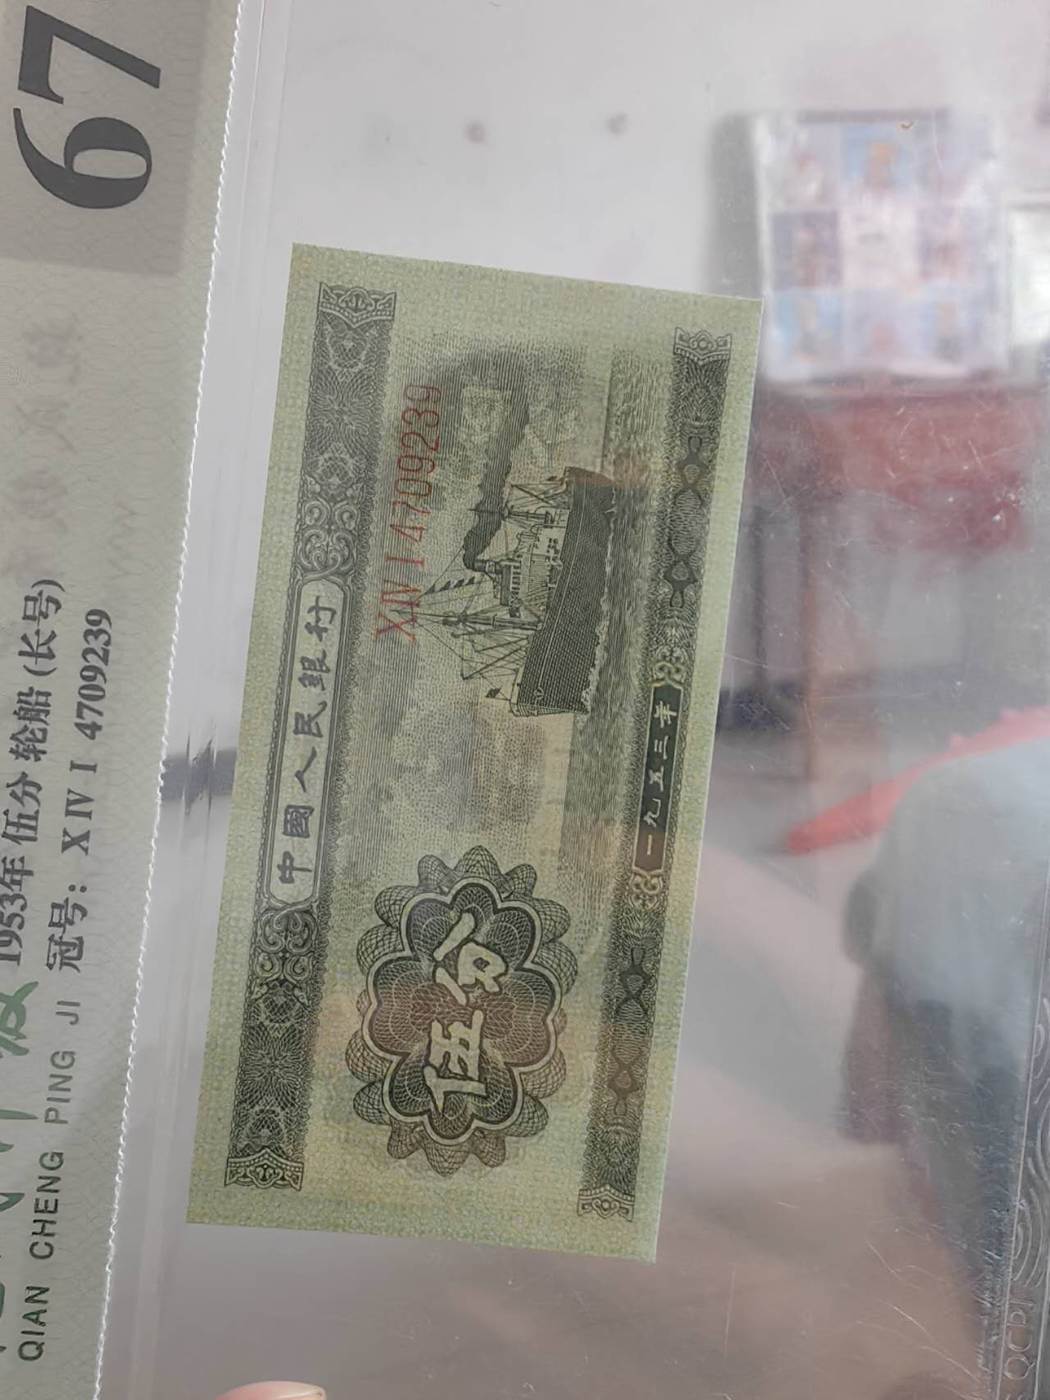 67
1953年 伍分 轮船 (长号)
冠号：X IV I 4709239
QIAN CHENG PING JI
中國人民銀行
XIV I 4709239
伍分
一九五三年
QCPJ